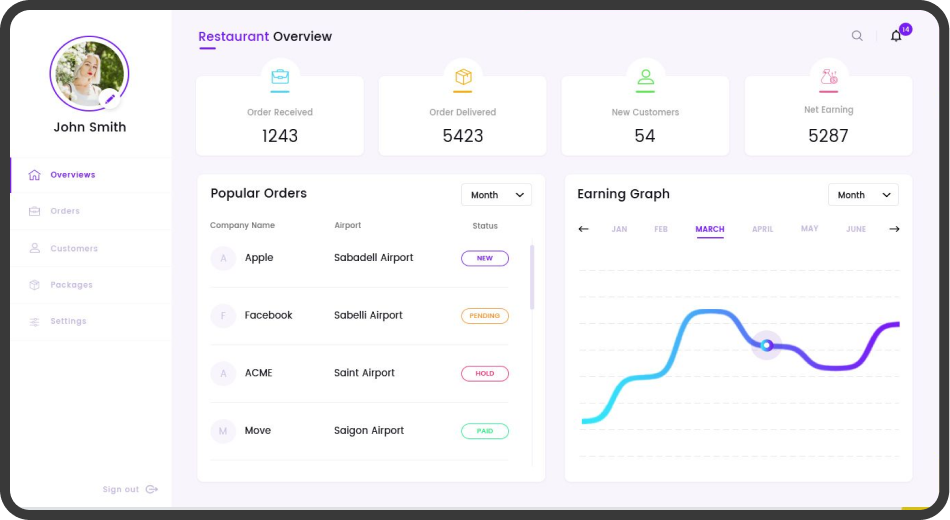 John Smith
Overviews
Orders
Customers
Packages
Settings
Sign out
Restaurant Overview
14
Order Received
1243
Order Delivered
5423
New Customers
54
Net Earning
5287
Popular Orders
Month
Company Name Airport Status
A Apple Sabadell Airport NEW
F Facebook Sabelli Airport PENDING
A ACME Saint Airport HOLD
M Move Saigon Airport PAID
Earning Graph
Month
JAN FEB MARCH APRIL MAY JUNE